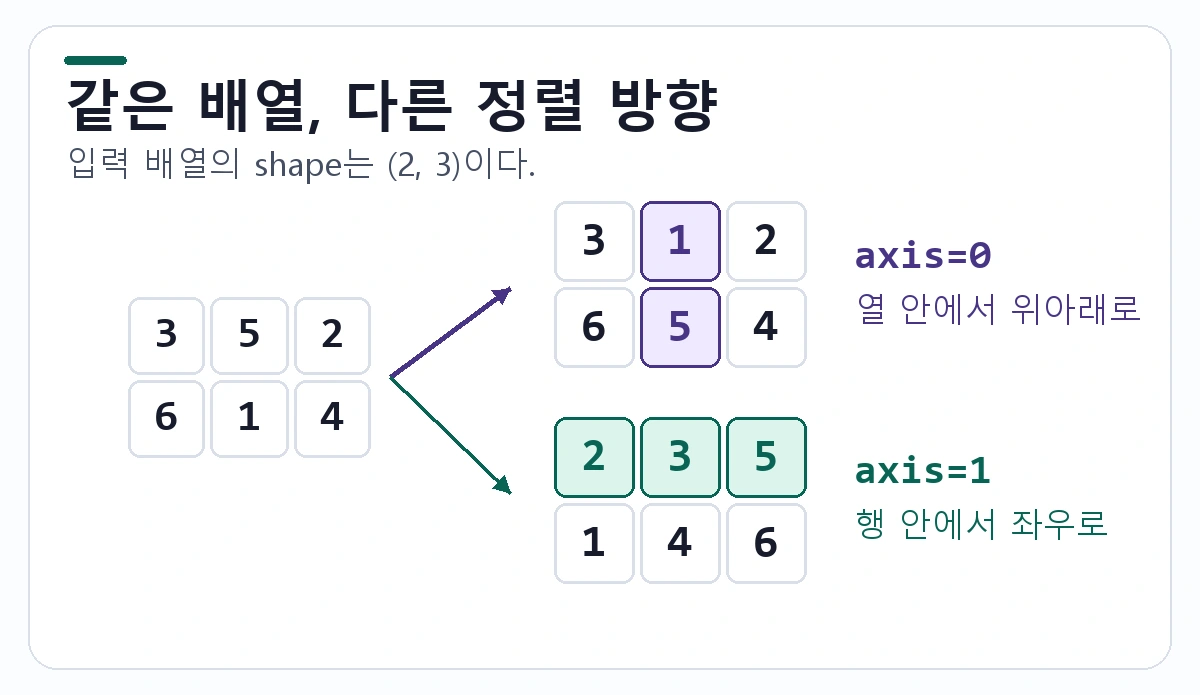 같은 배열, 다른 정렬 방향
입력 배열의 shape는 (2, 3)이다.
3 5 2
6 1 4
3 1 2
6 5 4
axis=0
열 안에서 위아래로
2 3 5
1 4 6
axis=1
행 안에서 좌우로